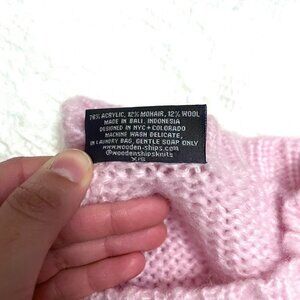 76% ACRYLIC, 12% MOHAIR, 12% WOOL
MADE IN BALI, INDONESIA
DESIGNED IN NYC + COLORADO
MACHINE WASH DELICATE,
IN LAUNDRY BAG, GENTLE SOAP ONLY
www.wooden-ships.com
@woodenshipsknits
X/S